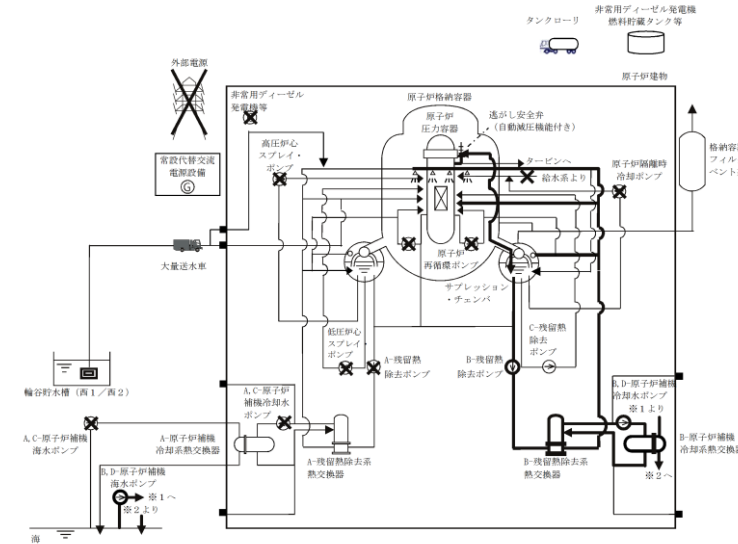 タンクローリ
非常用ディーゼル発電機
燃料貯蔵タンク等
外部電源
原子炉建物
非常用ディーゼル
発電機等
原子炉格納容器
原子炉
圧力容器
逃がし安全弁
(自動減圧機能付き)
高圧炉心
スプレイ・
ポンプ
常設代替交流
電源設備
G
タービンへ
給水系より
原子炉隔離時
冷却ポンプ
格納容
フィル
ベント
大量送水車
原子炉
再循環ポンプ
サプレッション
・チェンバ
低圧炉心
スプレイ・
ポンプ
A-残留熱
除去ポンプ
B-残留熱
除去ポンプ
C-残留熱
除去
ポンプ
輪谷貯水槽(西1/西2)
A,C-原子炉
補機冷却水
ポンプ
B,D-原子炉補機
冷却水ポンプ
※1より
A,C-原子炉補機
海水ポンプ
A-原子炉補機
冷却系熱交換器
A-残留熱除去系
熱交換器
B-残留熱除去系
熱交換器
B-原子炉補機
冷却系熱交換
※2へ
B,D-原子炉補機
海水ポンプ
※1へ
※2より
海